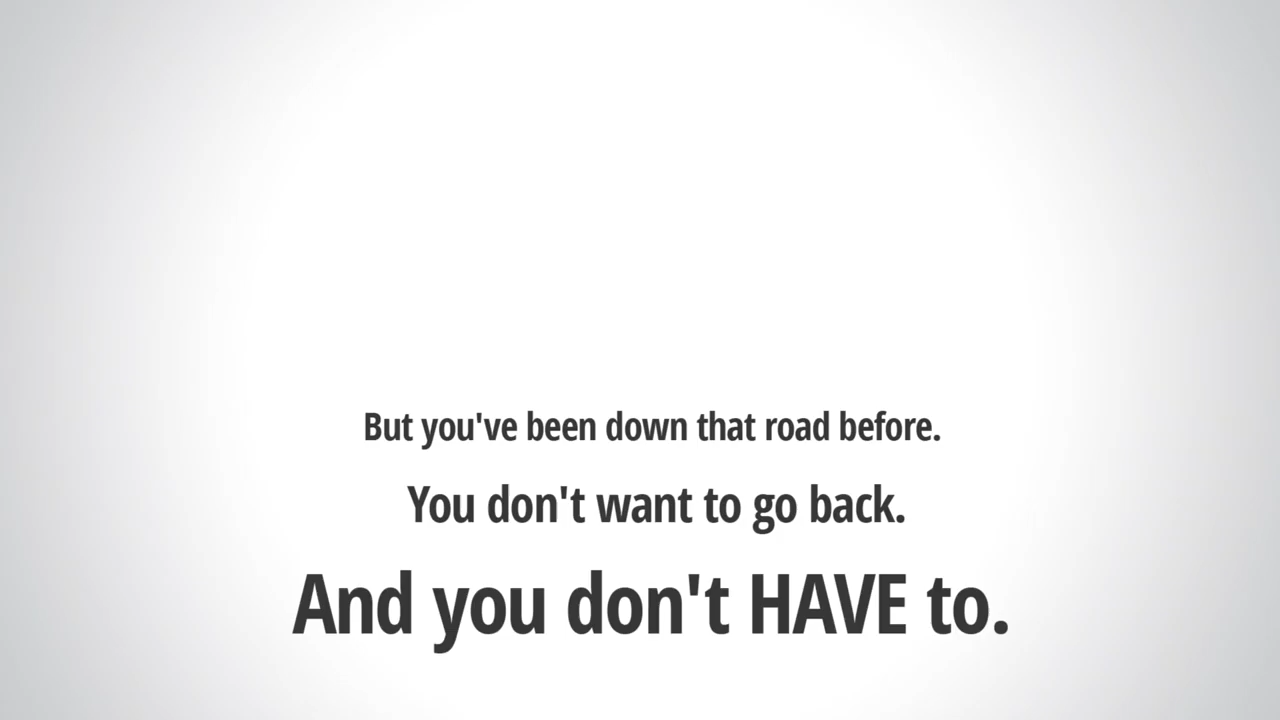 But you've been down that road before.
You don't want to go back.
And you don't HAVE to.